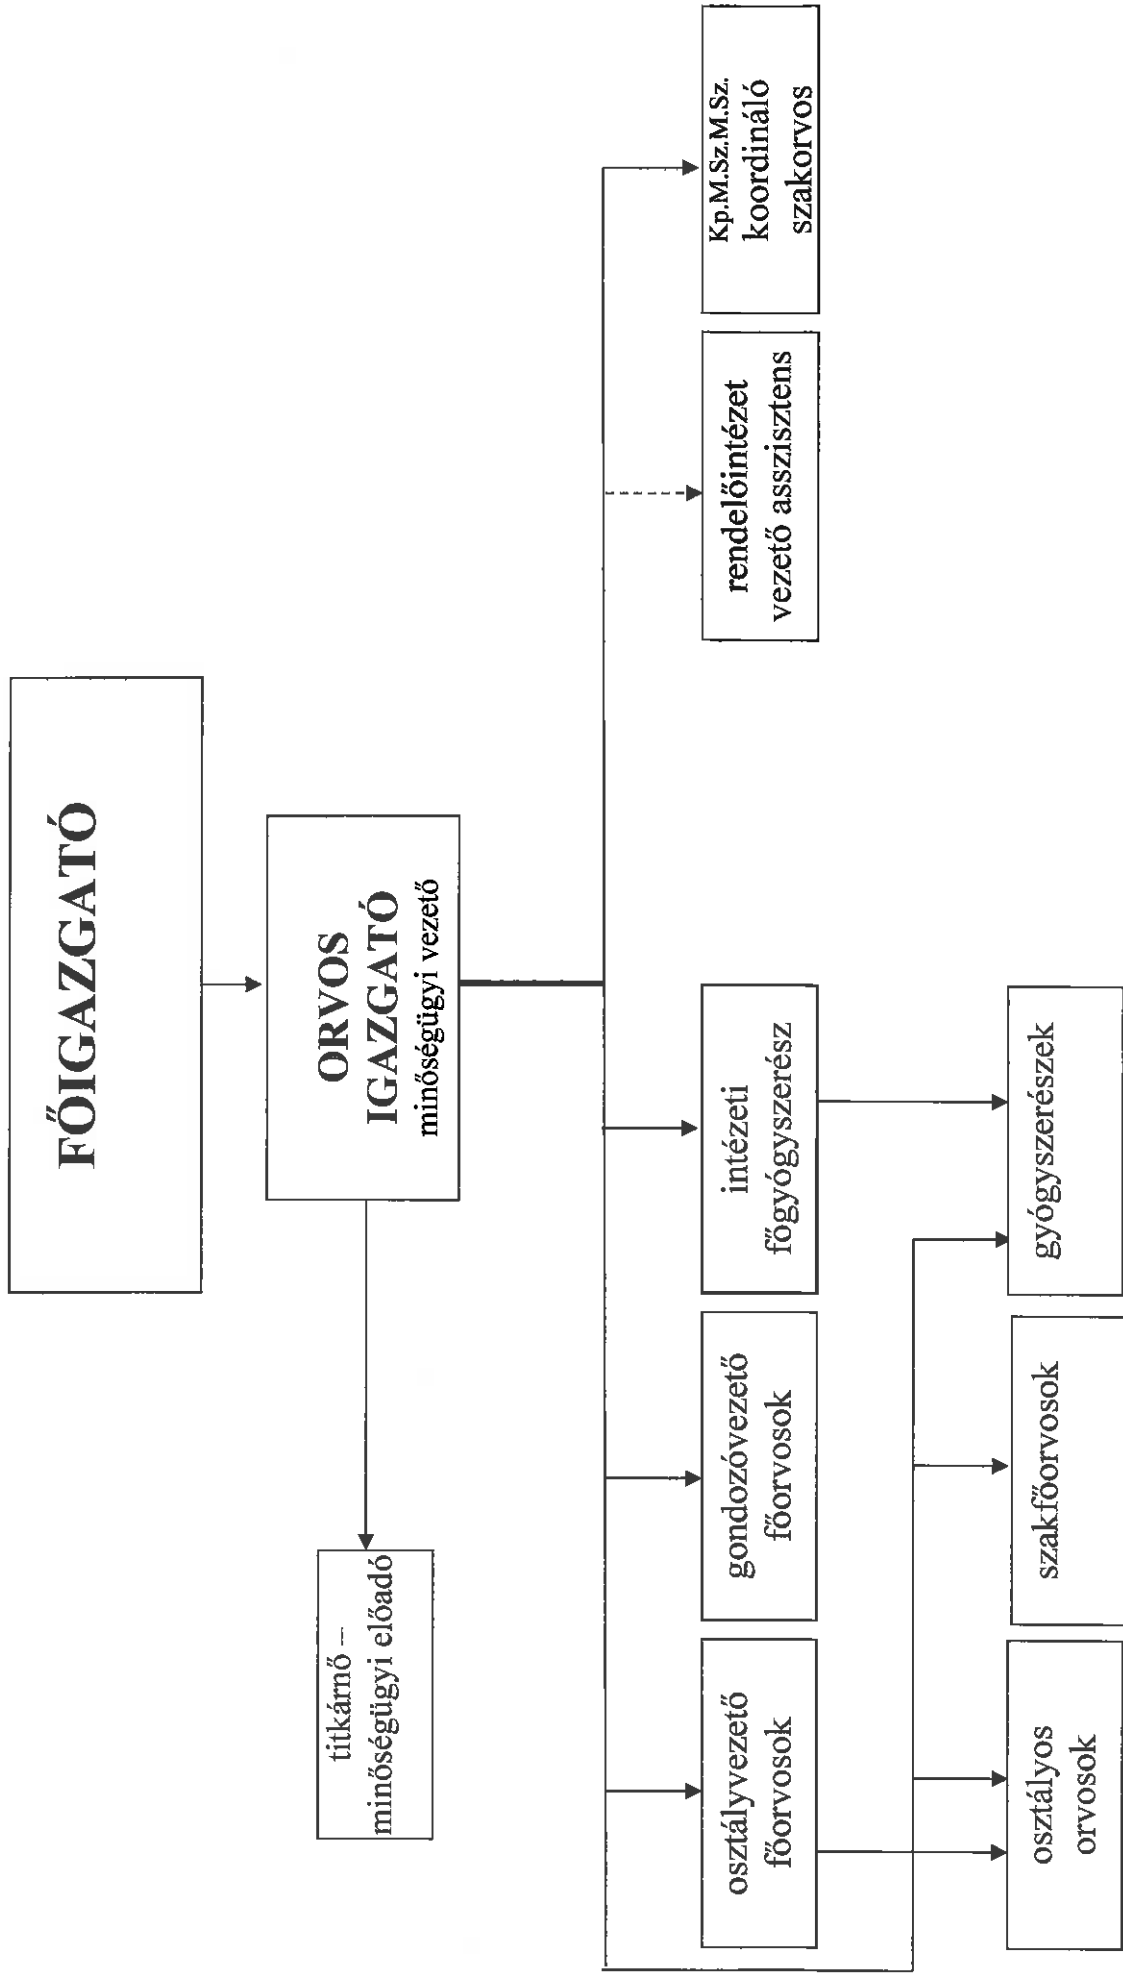 FŐIGAZGATÓ
ORVOS
IGAZGATÓ
minőségügyi vezető
titkárnő –
minőségügyi előadó
osztályvezető
főorvosok
gondozóvezető
főorvosok
intézeti
főgyógyszerész
rendelőintézet
vezető asszisztens
Kp.M.Sz.M.Sz.
koordináló
szakorvos
osztályos
orvosok
szakfőorvosok
gyógyszerészek